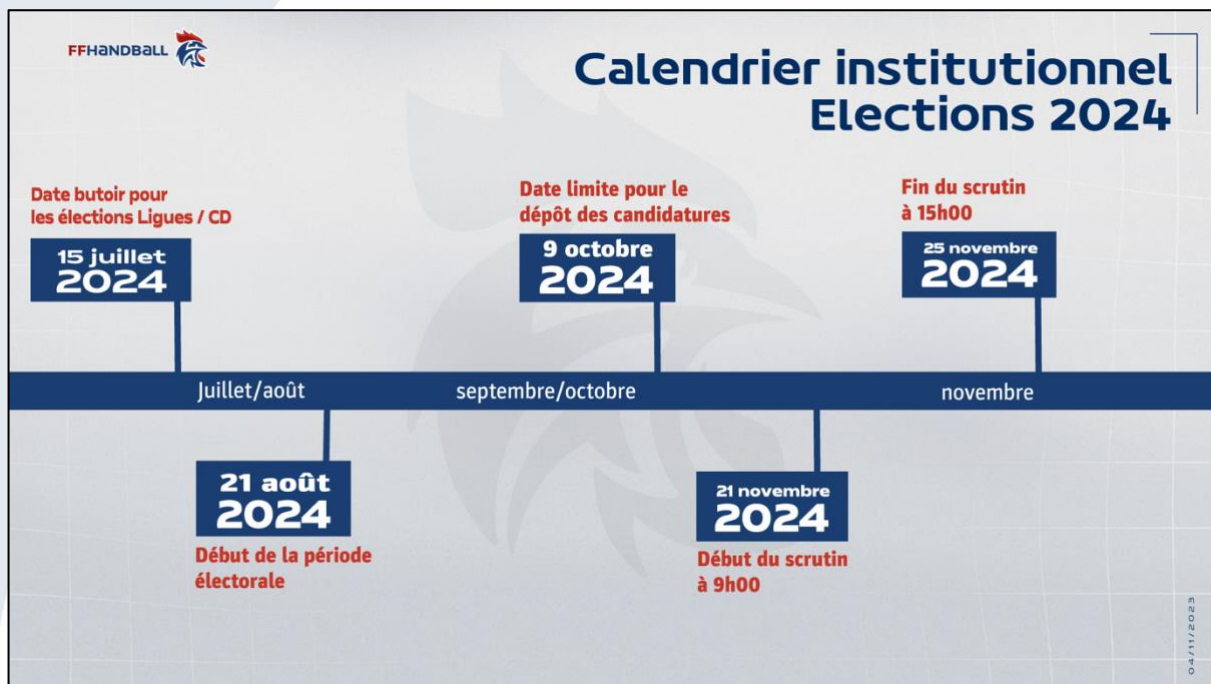 FFHANDBALL
Calendrier institutionnel
Elections 2024
Date butoir pour
les élections Ligues / CD
15 juillet
2024
Date limite pour le
dépôt des candidatures
9 octobre
2024
Fin du scrutin
à 15h00
25 novembre
2024
Juillet/août
septembre/octobre
novembre
21 août
2024
Début de la période
électorale
21 novembre
2024
Début du scrutin
à 9h00
04/11/2023